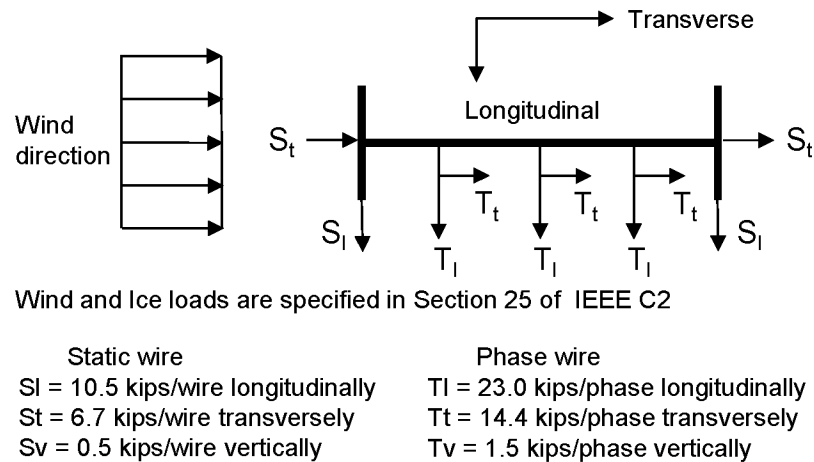 Transverse
Longitudinal
Wind
direction
St
St
Tt
Tt
Tt
Sl
Sl
Tl
Tl
Tl
Wind and Ice loads are specified in Section 25 of IEEE C2
Static wire
Sl = 10.5 kips/wire longitudinally
St = 6.7 kips/wire transversely
Sv = 0.5 kips/wire vertically
Phase wire
Tl = 23.0 kips/phase longitudinally
Tt = 14.4 kips/phase transversely
Tv = 1.5 kips/phase vertically